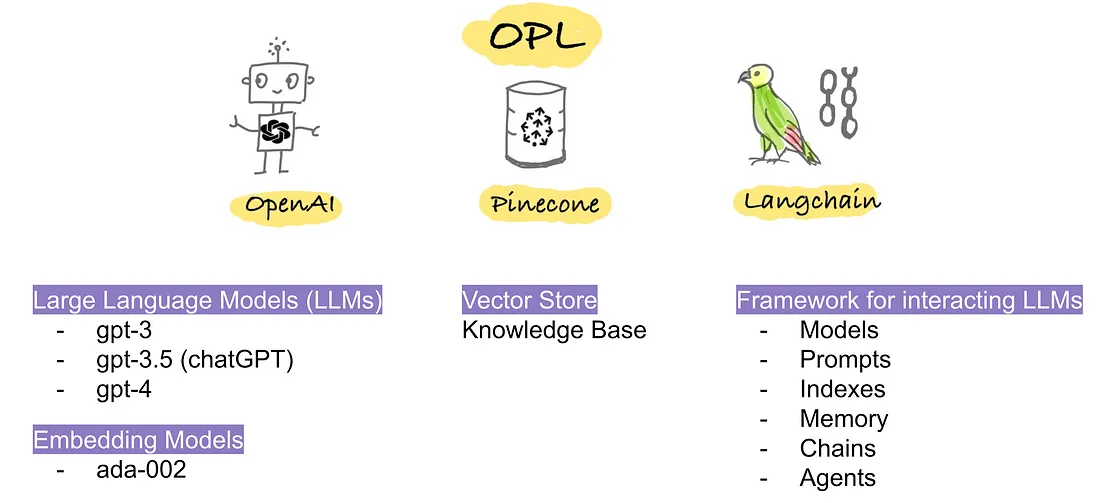 OPL
OpenAI
Pinecone
Langchain
Large Language Models (LLMs)
- gpt-3
- gpt-3.5 (chatGPT)
- gpt-4
Embedding Models
- ada-002
Vector Store
Knowledge Base
Framework for interacting LLMs
- Models
- Prompts
- Indexes
- Memory
- Chains
- Agents